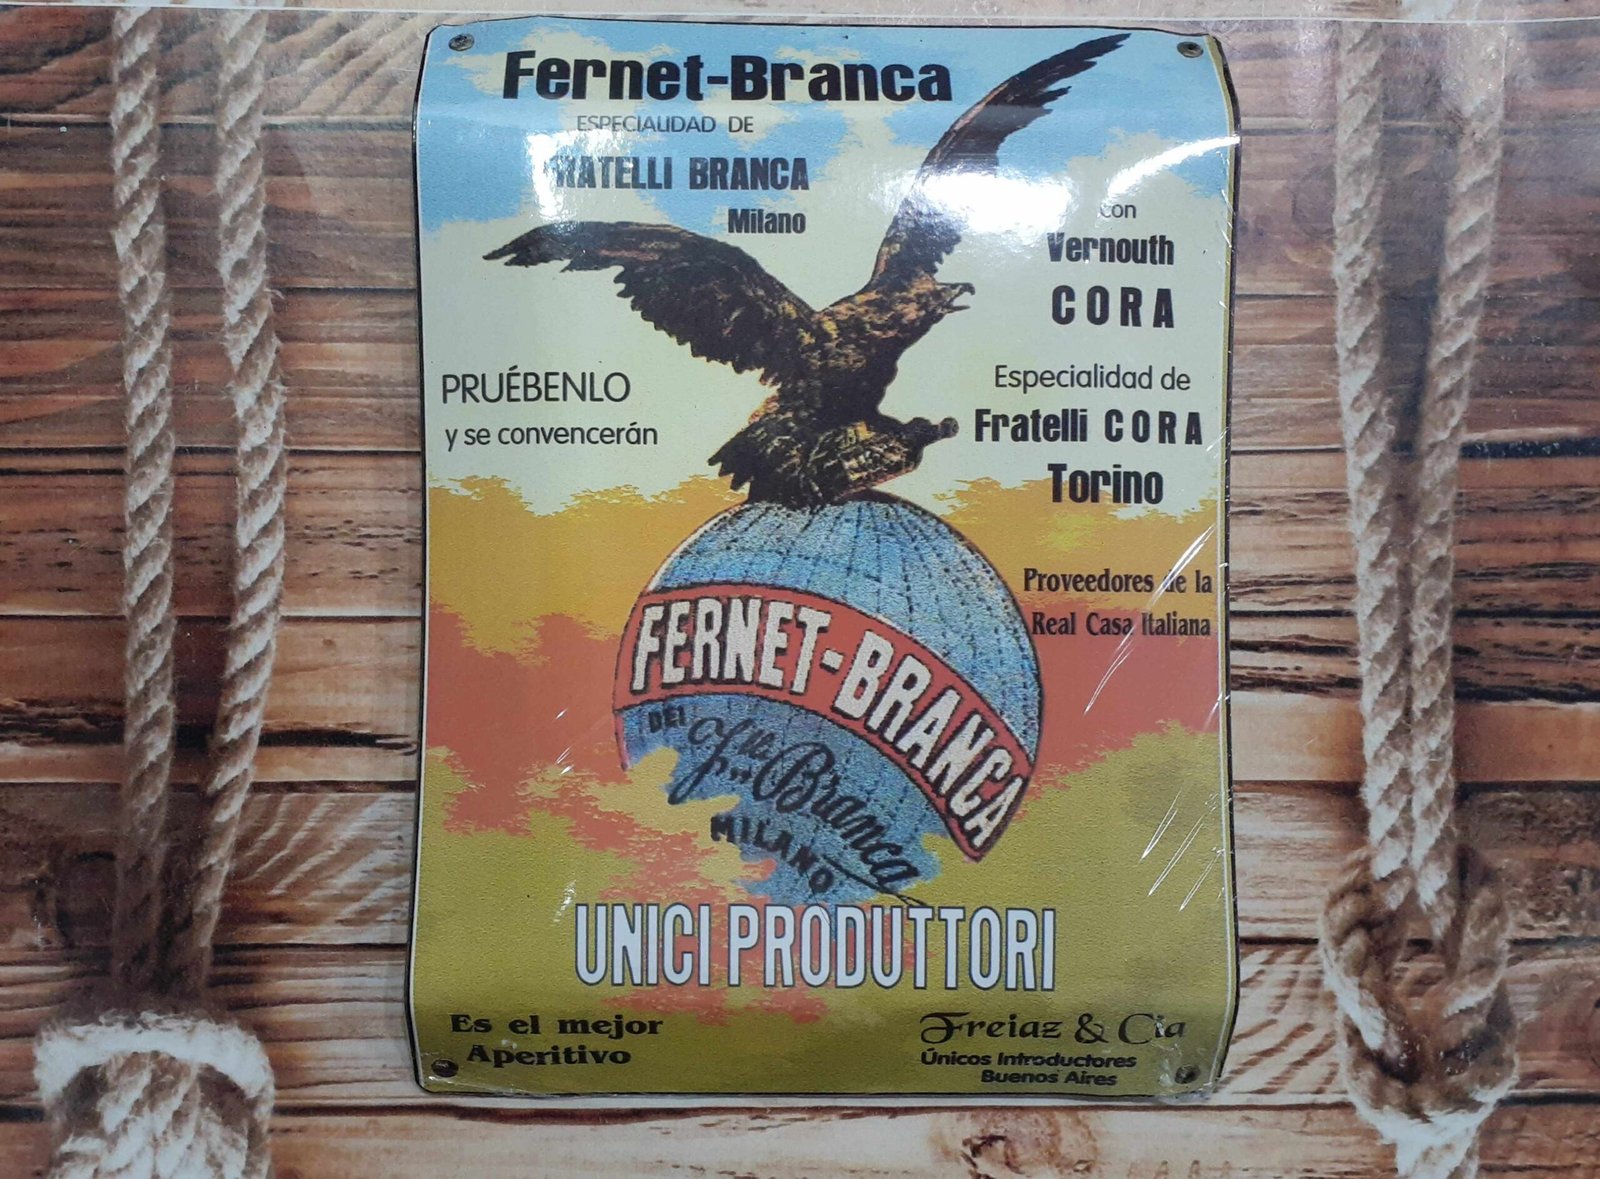 Fernet-Branca
ESPECIALIDAD DE
FRATELLI BRANCA
Milano
con
Vernouth
CORA
PRUÉBENLO
y se convencerán
Especialidad de
Fratelli CORA
Torino
Proveedores de la
Real Casa Italiana
FERNET-BRANCA
DEI Flli Branca
MILANO
UNICI PRODUTTORI
Es el mejor
Aperitivo
Freiaz & Cia
Únicos Introductores
Buenos Aires